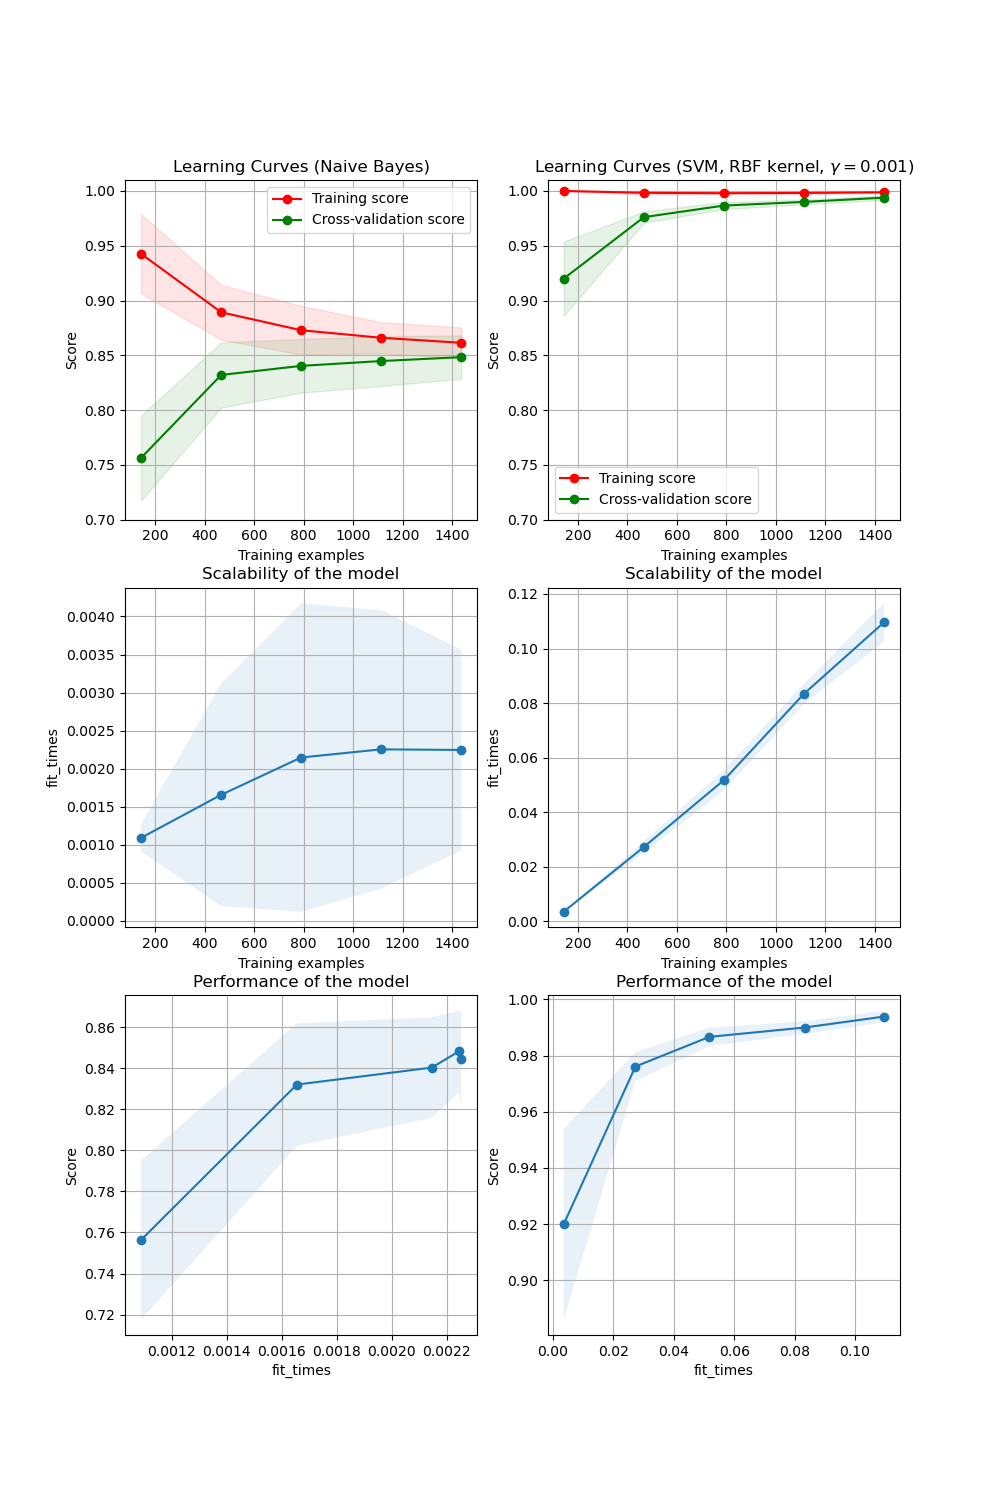 Learning Curves (Naive Bayes)
Score
1.00
0.95
0.90
0.85
0.80
0.75
0.70
Training score
Cross-validation score
200 400 600 800 1000 1200 1400
Training examples
Learning Curves (SVM, RBF kernel, γ = 0.001)
Score
1.00
0.95
0.90
0.85
0.80
0.75
0.70
Training score
Cross-validation score
200 400 600 800 1000 1200 1400
Training examples
Scalability of the model
fit_times
0.0040
0.0035
0.0030
0.0025
0.0020
0.0015
0.0010
0.0005
0.0000
200 400 600 800 1000 1200 1400
Training examples
Scalability of the model
fit_times
0.12
0.10
0.08
0.06
0.04
0.02
0.00
200 400 600 800 1000 1200 1400
Training examples
Performance of the model
Score
0.86
0.84
0.82
0.80
0.78
0.76
0.74
0.72
0.0012 0.0014 0.0016 0.0018 0.0020 0.0022
fit_times
Performance of the model
Score
1.00
0.98
0.96
0.94
0.92
0.90
0.00 0.02 0.04 0.06 0.08 0.10
fit_times